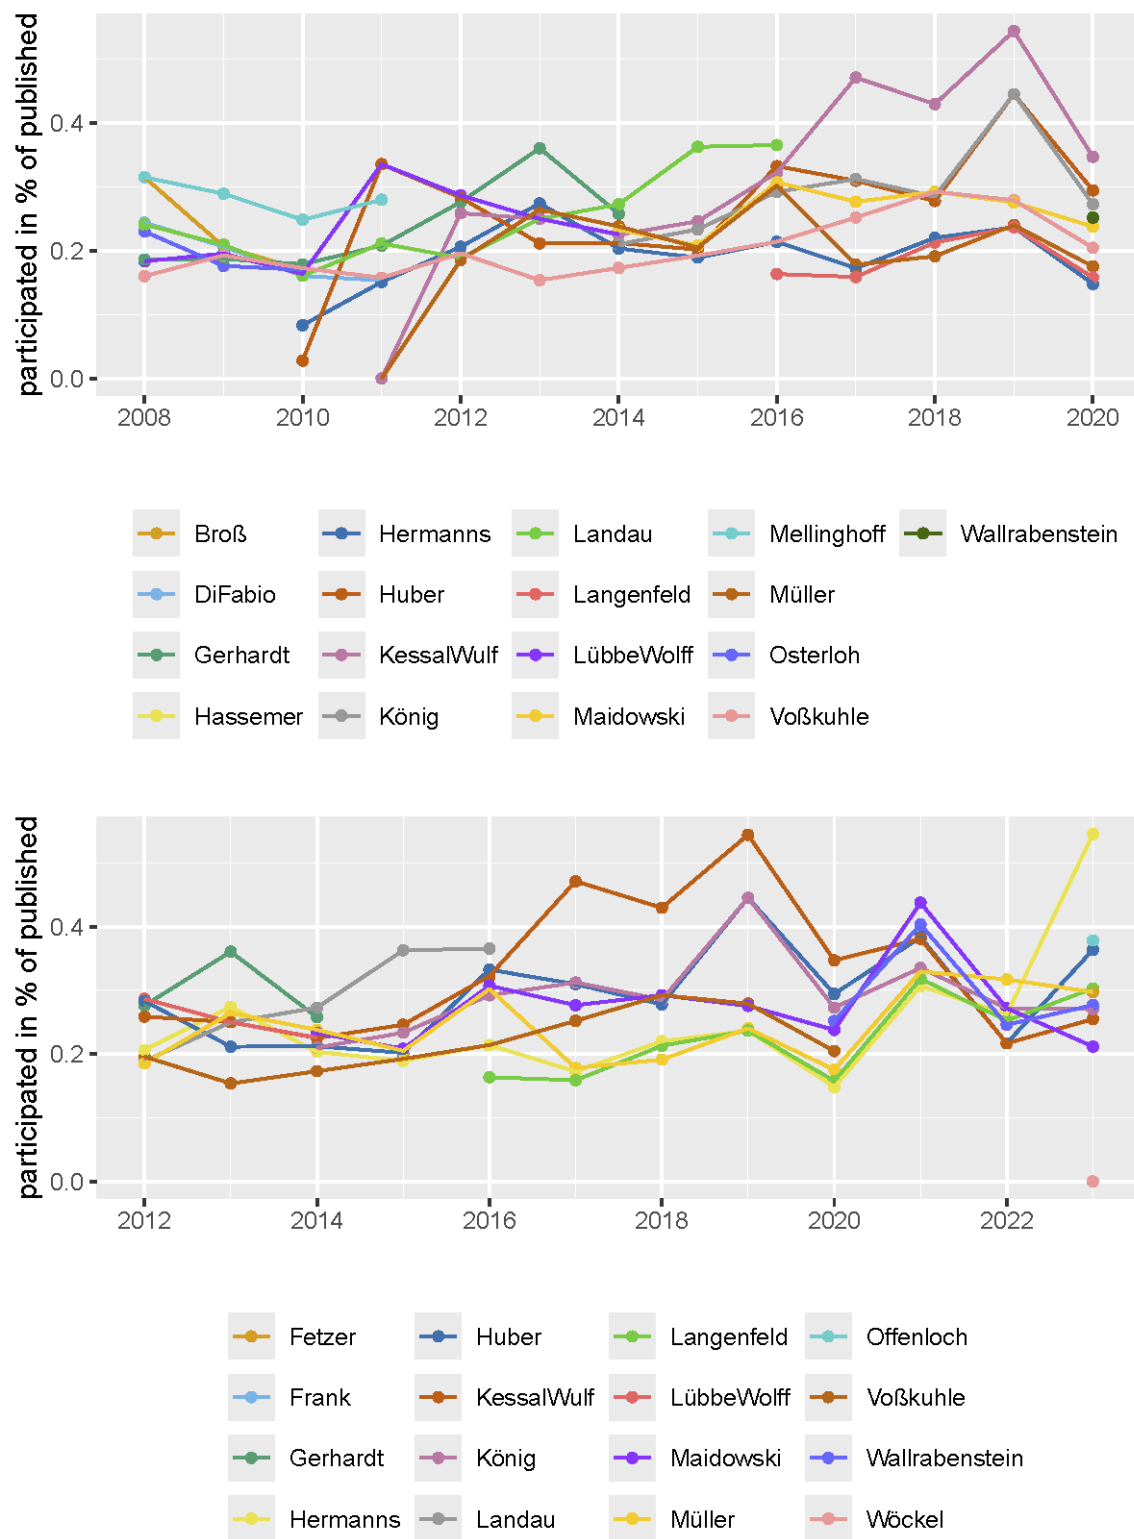 participated in % of published
0.4
0.2
0.0
2008 2010 2012 2014 2016 2018 2020
Broß Hermanns Landau Mellinghoff Wallrabenstein
DiFabio Huber Langenfeld Müller
Gerhardt KessalWulf LübbeWolff Osterloh
Hassemer König Maidowski Voßkuhle
participated in % of published
0.4
0.2
0.0
2012 2014 2016 2018 2020 2022
Fetzer Huber Langenfeld Offenloch
Frank KessalWulf LübbeWolff Voßkuhle
Gerhardt König Maidowski Wallrabenstein
Hermanns Landau Müller Wöckel